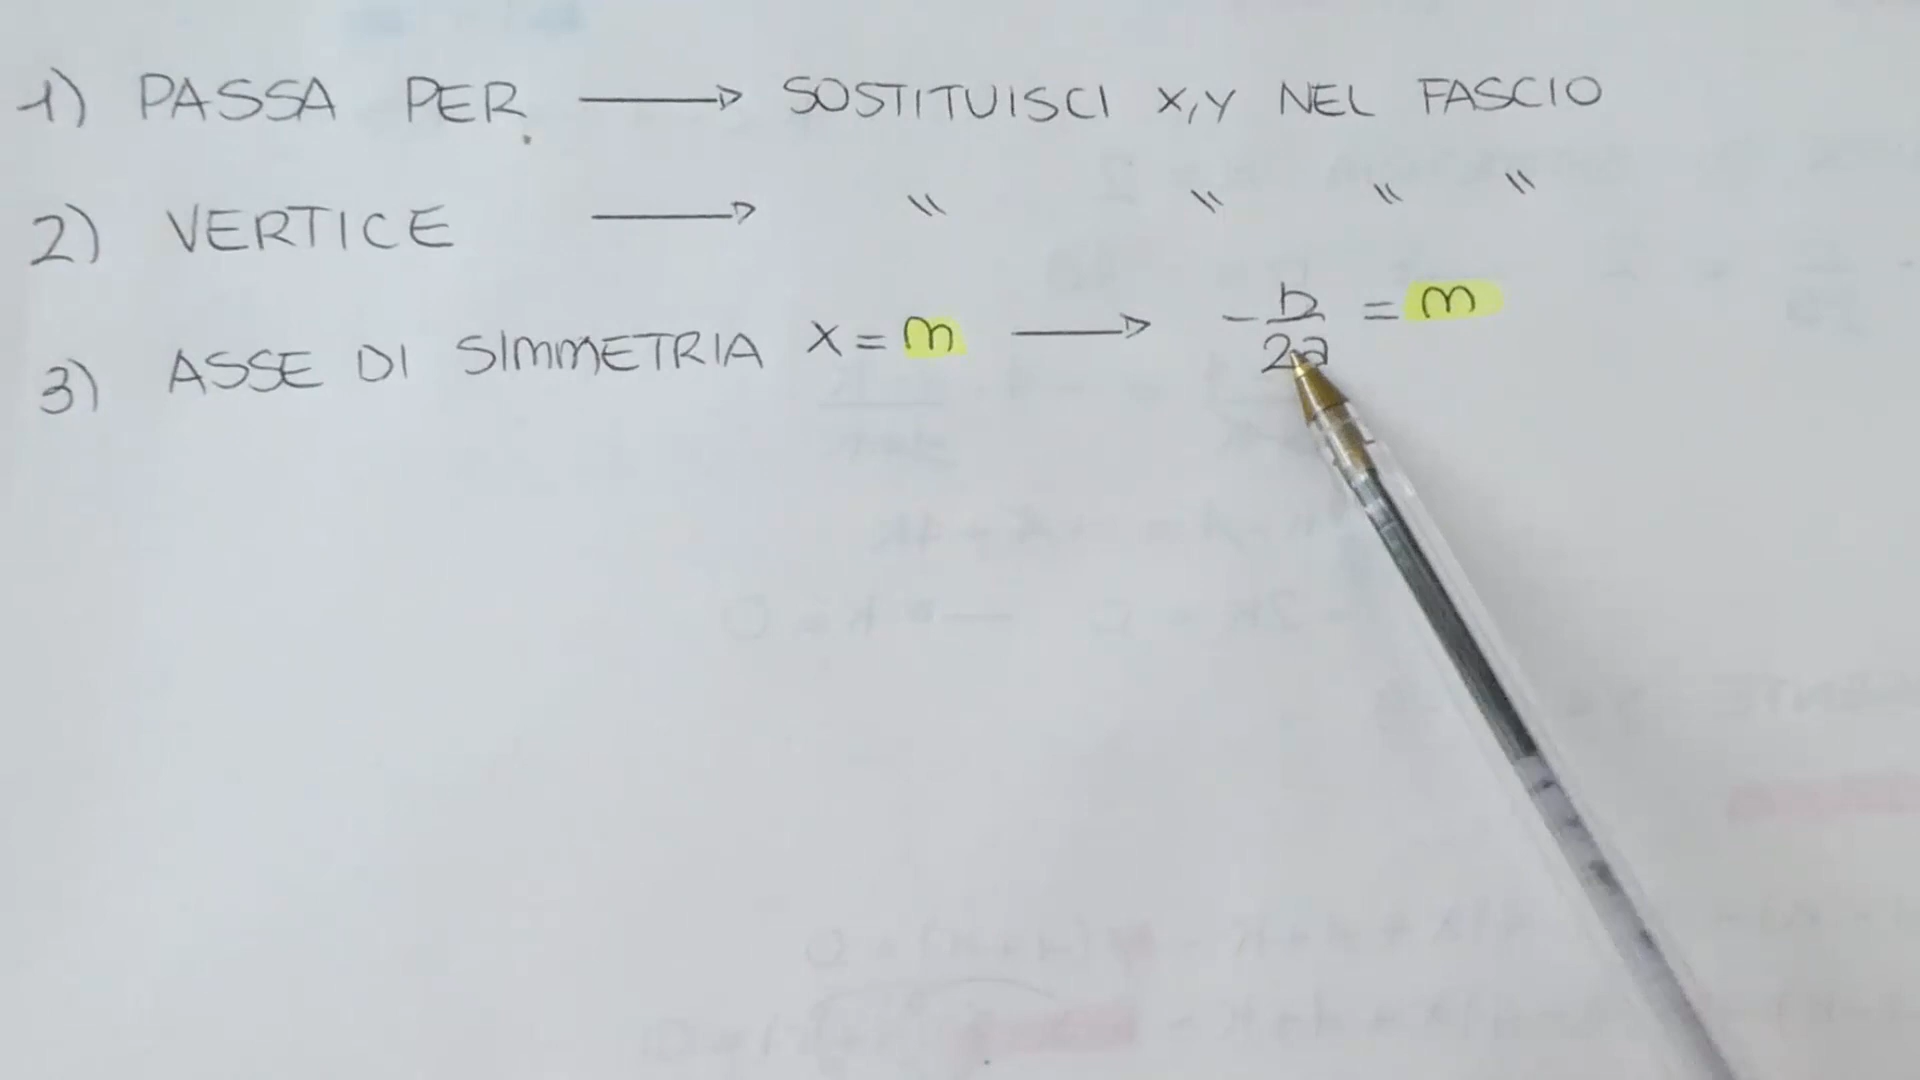 1) PASSA PER → SOSTITUISCI x,y NEL FASCIO
2) VERTICE → " " " "
3) ASSE DI SIMMETRIA x = m → -b/2a = m